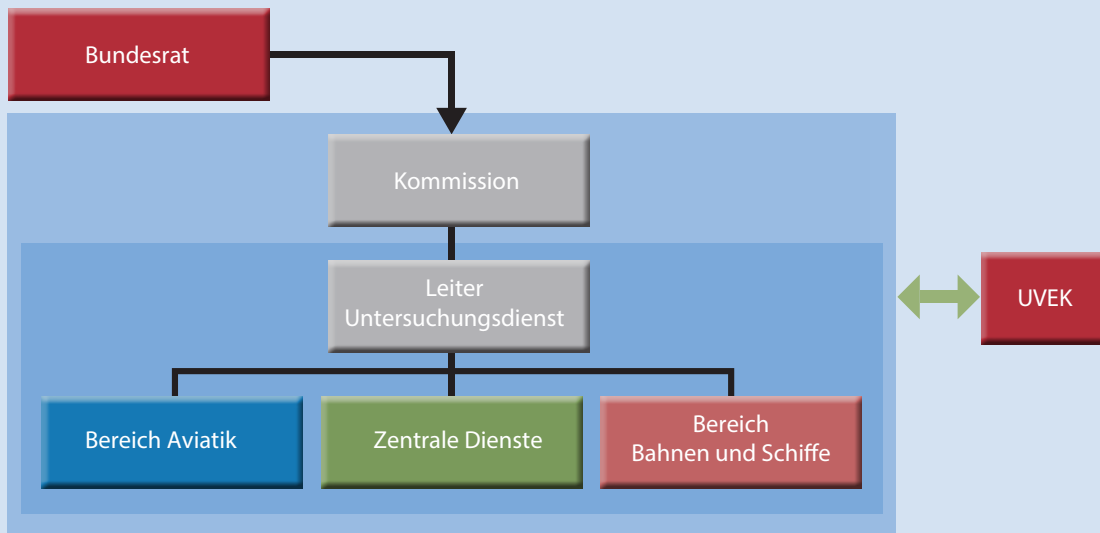 Bundesrat
Kommission
Leiter
Untersuchungsdienst
UVEK
Bereich Aviatik
Zentrale Dienste
Bereich
Bahnen und Schiffe